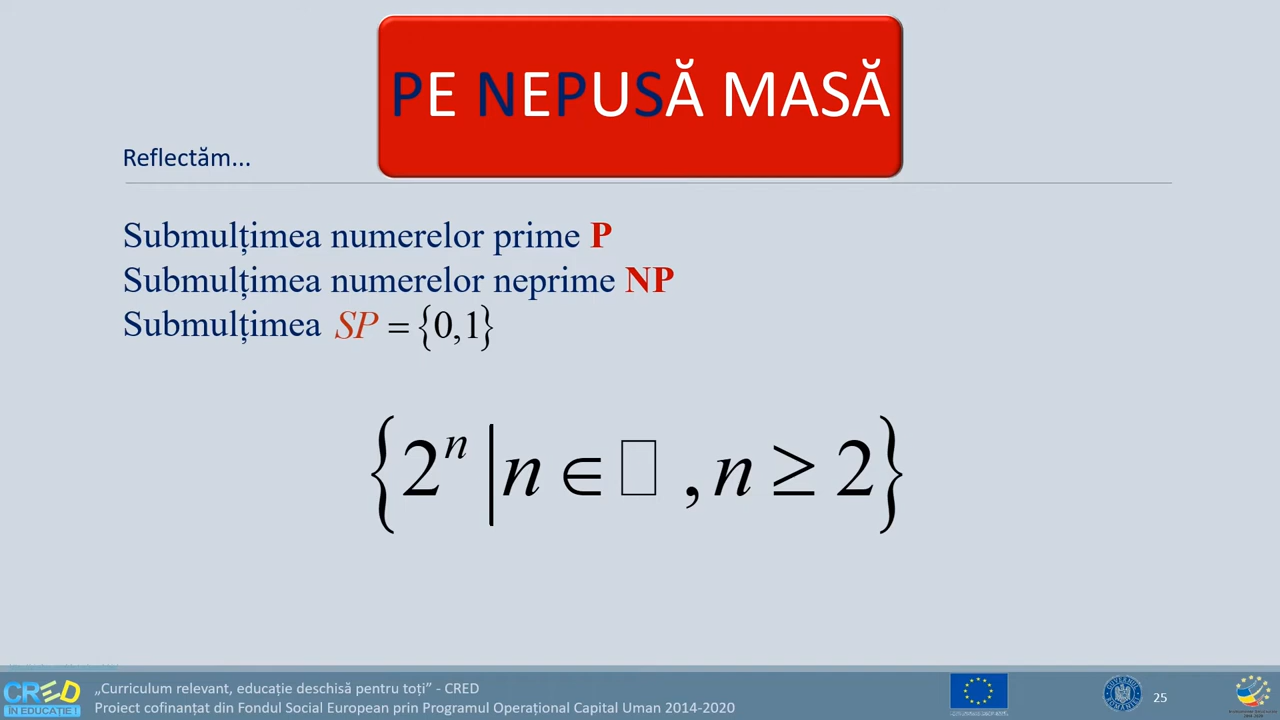 PE NEPUSĂ MASĂ
Reflectăm...
Submulțimea numerelor prime P
Submulțimea numerelor neprime NP
Submulțimea SP = {0,1}
{2ⁿ | n ∈ □ , n ≥ 2}
CRED
ÎN EDUCAȚIE !
„Curriculum relevant, educație deschisă pentru toți” - CRED
Proiect cofinanțat din Fondul Social European prin Programul Operațional Capital Uman 2014-2020
25